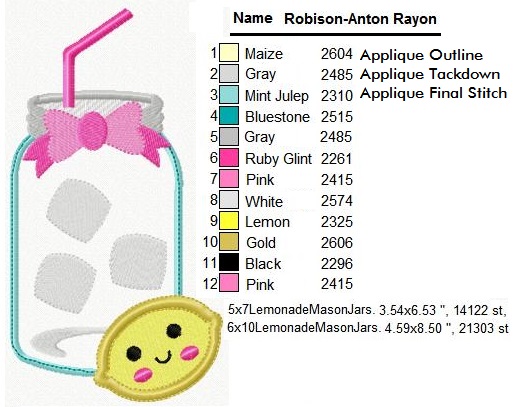 Name Robison-Anton Rayon
1 Maize 2604 Applique Outline
2 Gray 2485 Applique Tackdown
3 Mint Julep 2310 Applique Final Stitch
4 Bluestone 2515
5 Gray 2485
6 Ruby Glint 2261
7 Pink 2415
8 White 2574
9 Lemon 2325
10 Gold 2606
11 Black 2296
12 Pink 2415
5x7LemonadeMasonJars. 3.54x6.53 ", 14122 st,
6x10LemonadeMasonJars. 4.59x8.50 ", 21303 st